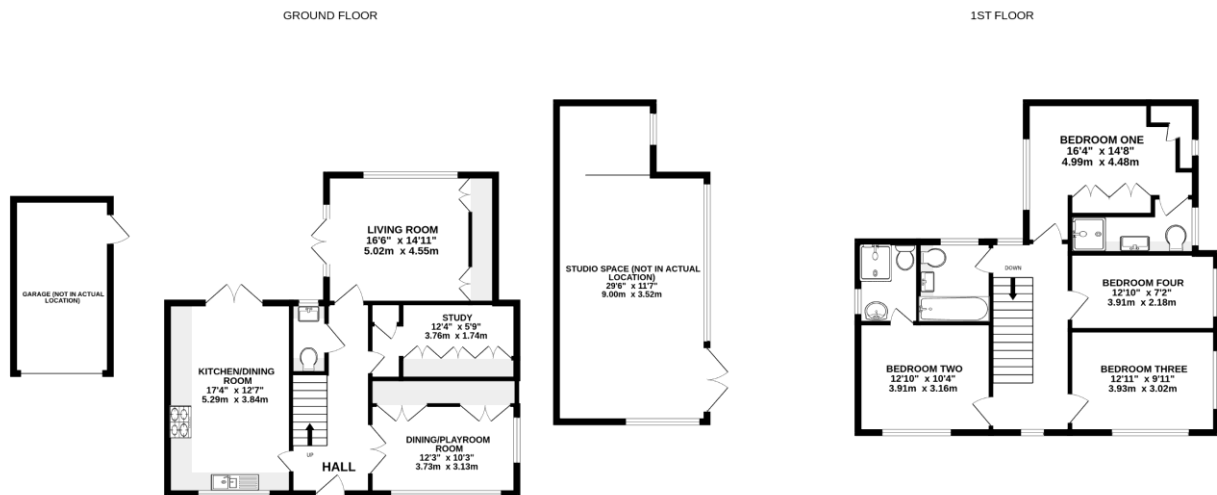 GROUND FLOOR
1ST FLOOR
GARAGE (NOT IN ACTUAL
LOCATION)
LIVING ROOM
16'6" x 14'11"
5.02m x 4.55m
STUDY
12'4" x 5'9"
3.76m x 1.74m
KITCHEN/DINING
ROOM
17'4" x 12'7"
5.29m x 3.84m
UP
HALL
DINING/PLAYROOM
ROOM
12'3" x 10'3"
3.73m x 3.13m
STUDIO SPACE (NOT IN ACTUAL
LOCATION)
29'6" x 11'7"
9.00m x 3.52m
BEDROOM ONE
16'4" x 14'8"
4.99m x 4.48m
DOWN
BEDROOM FOUR
12'10" x 7'2"
3.91m x 2.18m
BEDROOM TWO
12'10" x 10'4"
3.91m x 3.16m
BEDROOM THREE
12'11" x 9'11"
3.93m x 3.02m